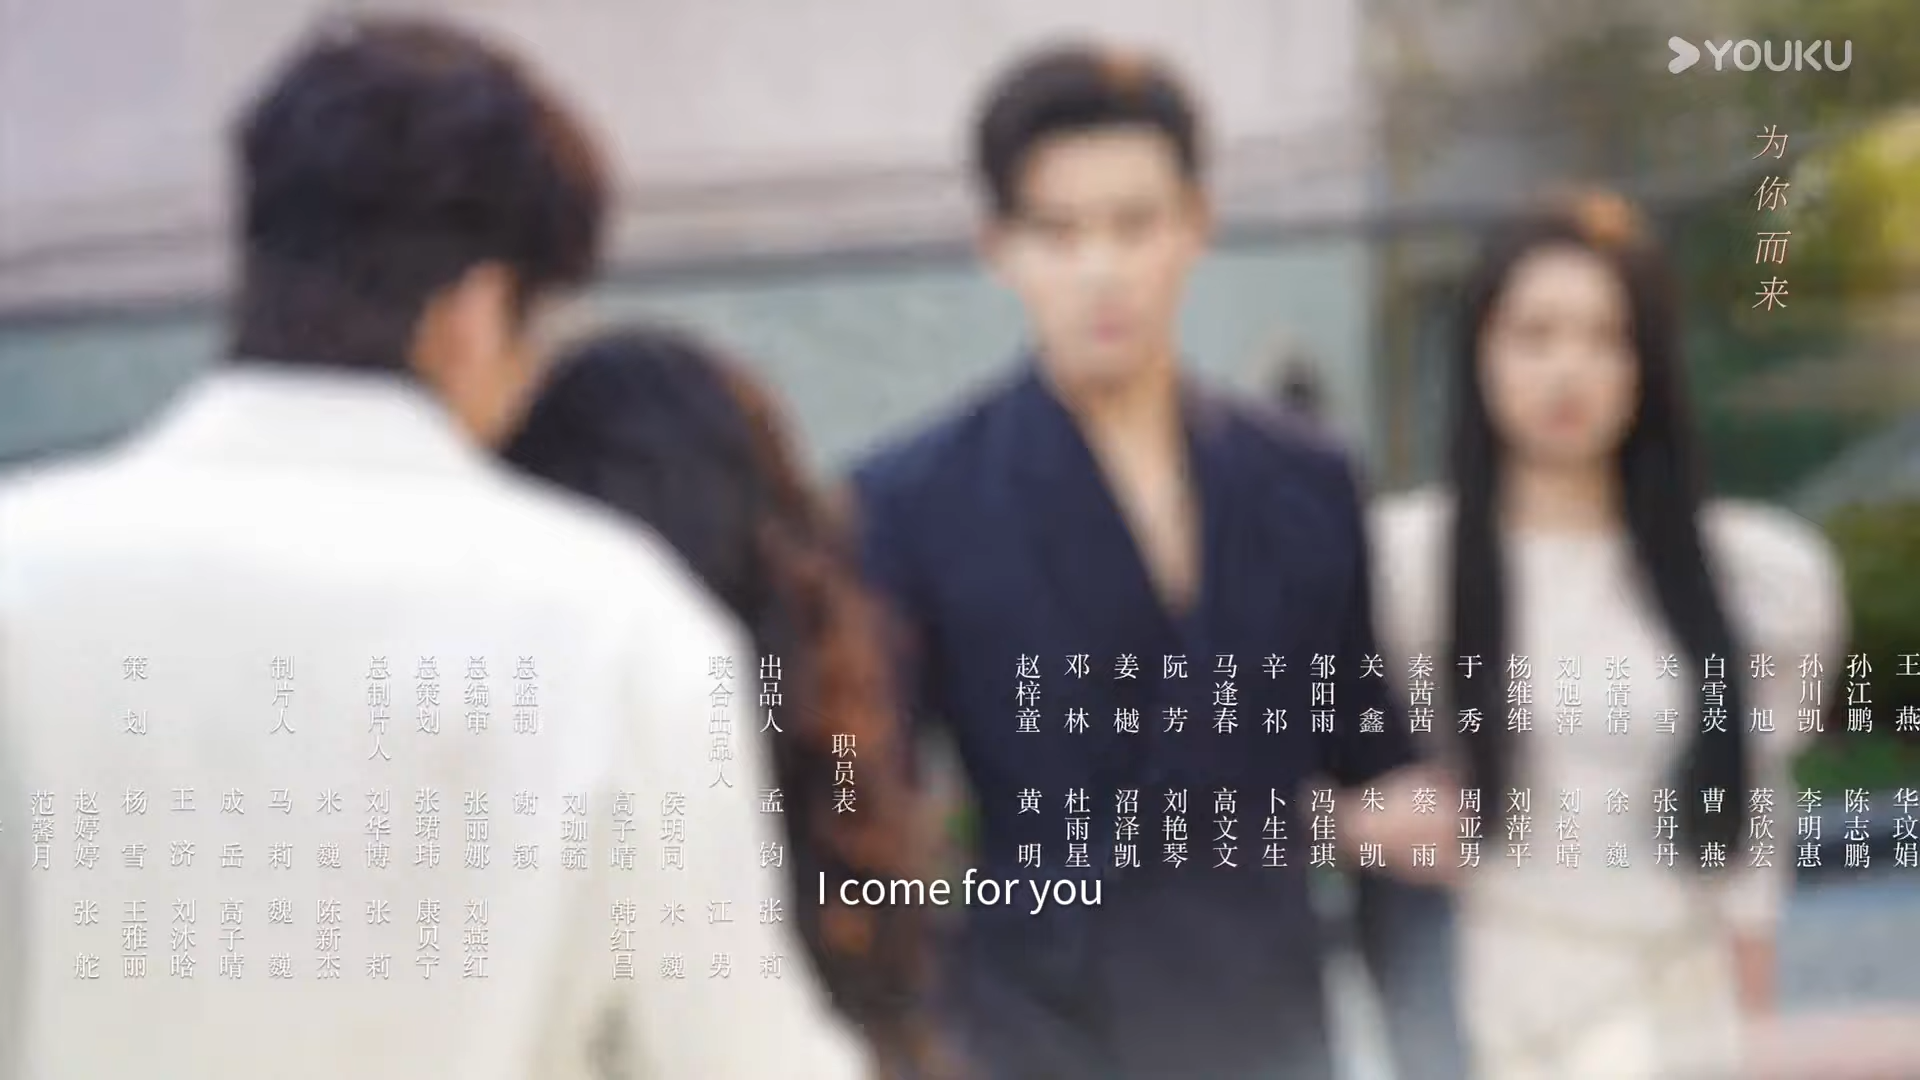 YOUKU
为你而来
王 燕 华玟娟
孙江鹏 陈志鹏
孙川凯 李明惠
张 旭 蔡欣宏
白雪荧 曹 燕
关 雪 张丹丹
张倩倩 徐 巍
刘旭萍 刘松晴
杨维维 刘萍平
于 秀 周亚男
秦茜茜 蔡 雨
关 鑫 朱 凯
邹阳雨 冯佳琪
辛 祁 卜生生
马逢春 高文文
阮 芳 刘艳琴
姜 樾 沼泽凯
邓 林 杜雨星
赵梓童 黄 明
职员表
出品人 孟 钧 张 莉
联合出品人 江 男
侯玥同 米 巍
高子晴 韩红昌
刘珈毓
总监制 谢 颖
总编审 张丽娜 刘燕红
总策划 张珺玮 康贝宁
总制片人 刘华博 张 莉
米 巍 陈新杰
制片人 马 莉 魏 巍
成 岳 高子晴
王 济 刘沐晗
策 划 杨 雪 王雅丽
赵婷婷 张 舵
范馨月
I come for you